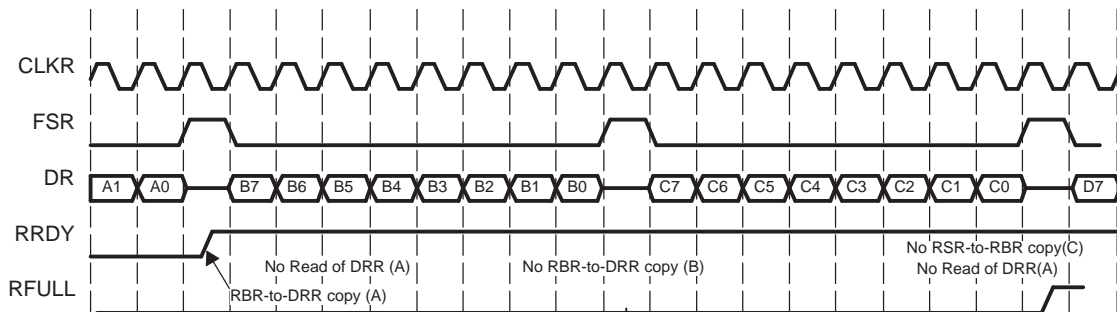 CLKR
FSR
DR
A1 A0 B7 B6 B5 B4 B3 B2 B1 B0 C7 C6 C5 C4 C3 C2 C1 C0 D7
RRDY
No RSR-to-RBR copy(C)
No Read of DRR (A)
No RBR-to-DRR copy (B)
No Read of DRR(A)
RFULL
RBR-to-DRR copy (A)